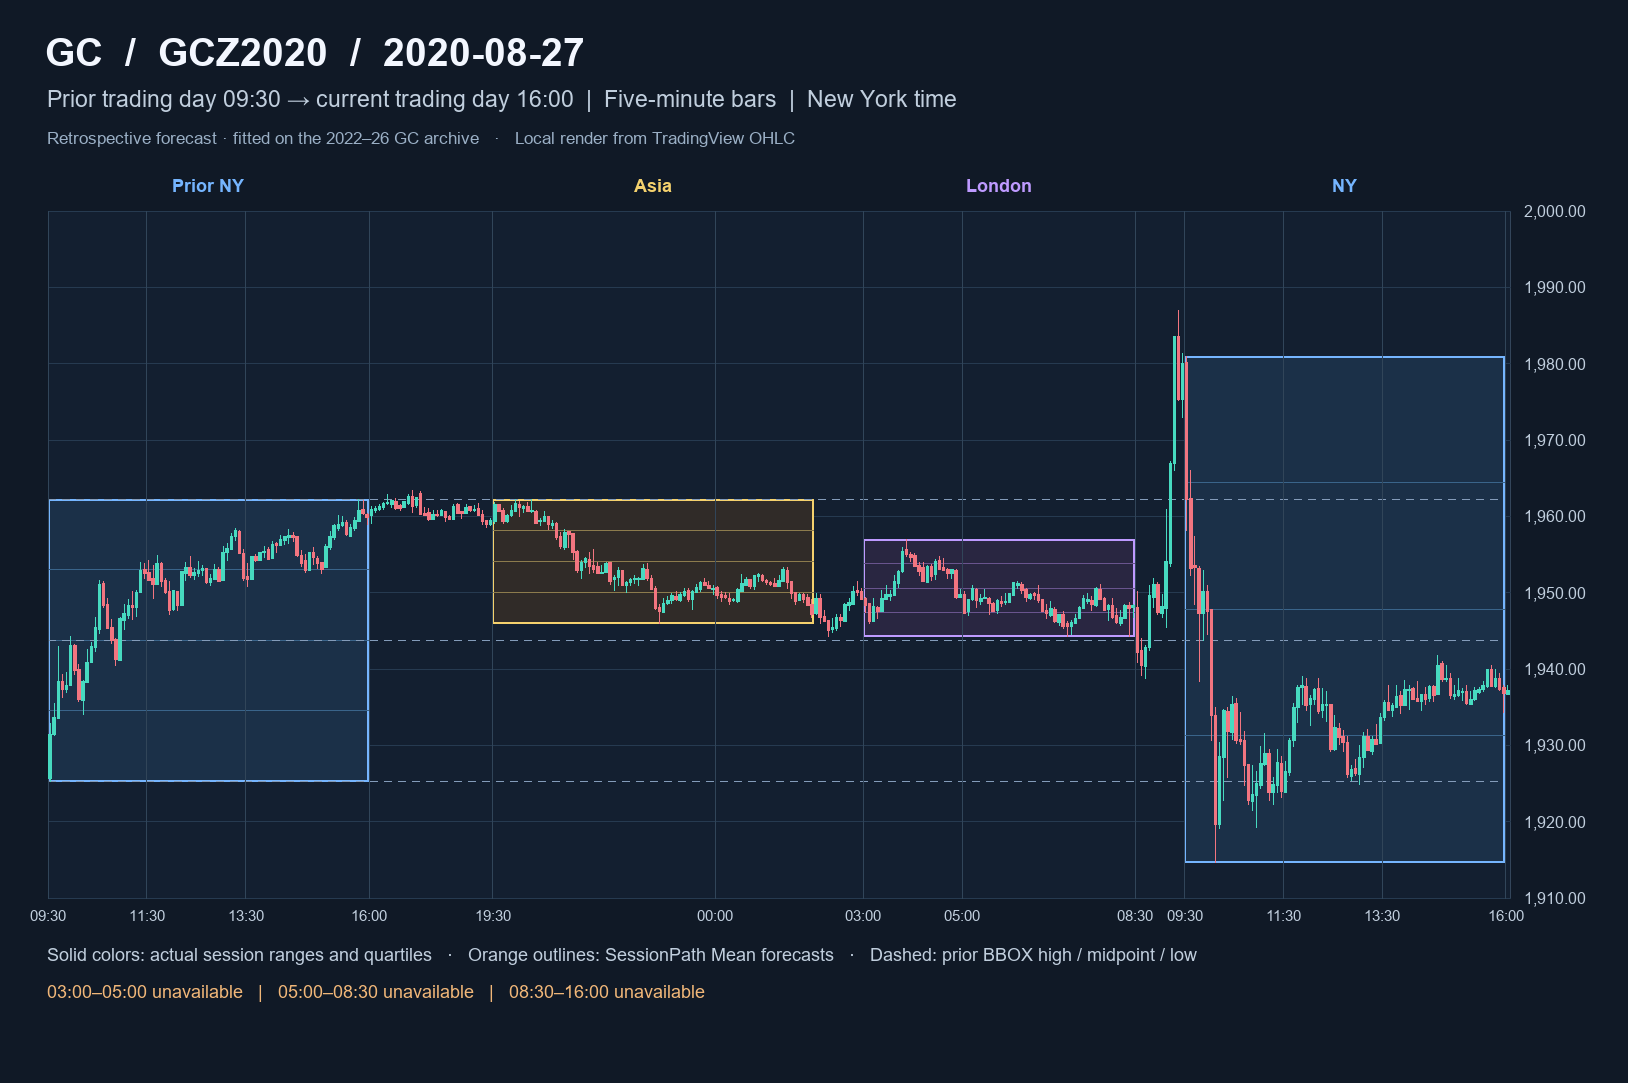 GC / GCZ2020 / 2020-08-27
Prior trading day 09:30 → current trading day 16:00 | Five-minute bars | New York time
Retrospective forecast · fitted on the 2022–26 GC archive · Local render from TradingView OHLC
Prior NY Asia London NY
2,000.00
1,990.00
1,980.00
1,970.00
1,960.00
1,950.00
1,940.00
1,930.00
1,920.00
1,910.00
09:30 11:30 13:30 16:00 19:30 00:00 03:00 05:00 08:30 09:30 11:30 13:30 16:00
Solid colors: actual session ranges and quartiles · Orange outlines: SessionPath Mean forecasts · Dashed: prior BBOX high / midpoint / low
03:00–05:00 unavailable | 05:00–08:30 unavailable | 08:30–16:00 unavailable